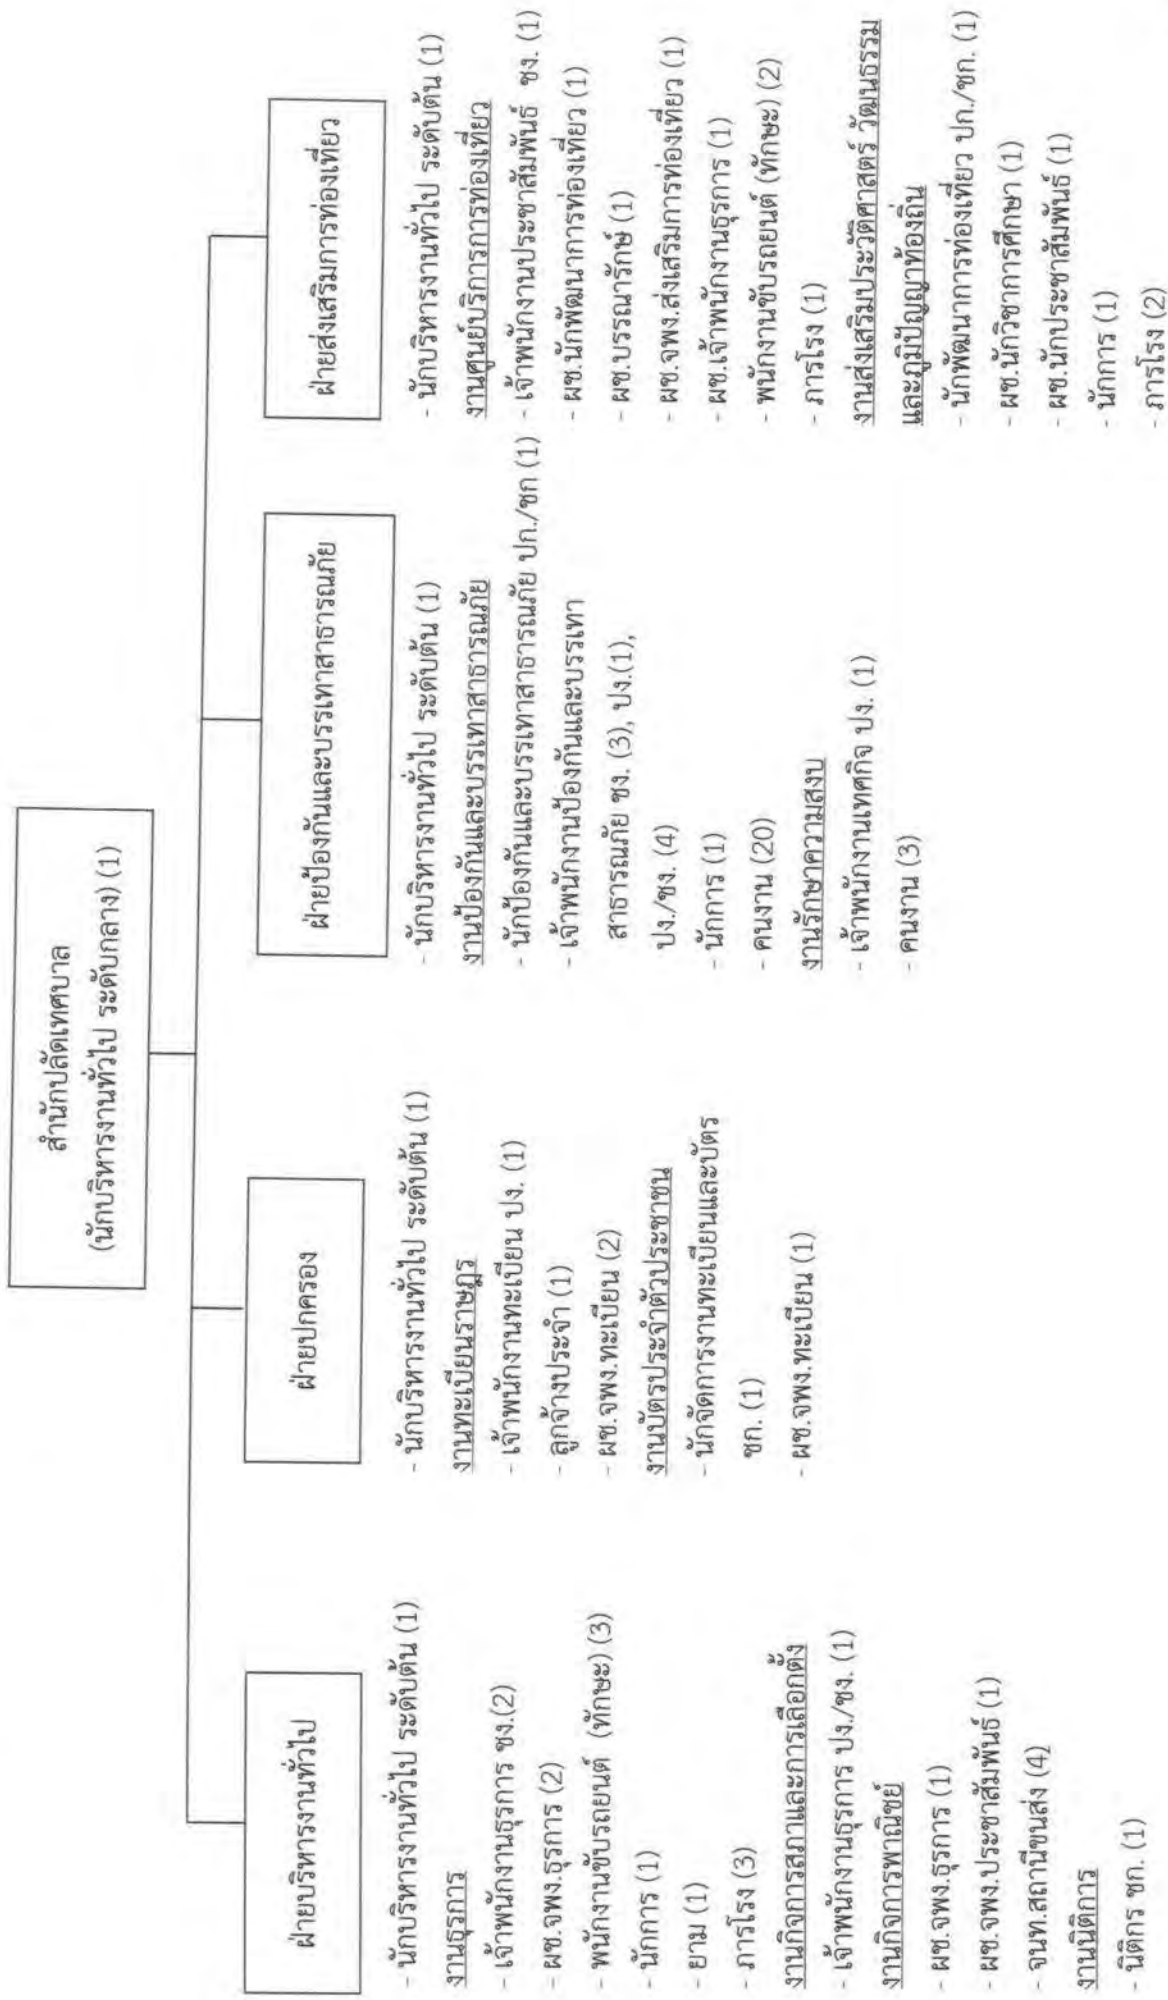 สำนักปลัดเทศบาล
(นักบริหารงานทั่วไป ระดับกลาง) (1)
ฝ่ายบริหารงานทั่วไป
- นักบริหารงานทั่วไป ระดับต้น (1)
งานธุรการ
- เจ้าพนักงานธุรการ ชง.(2)
- ผช.จพง.ธุรการ (2)
- พนักงานขับรถยนต์ (ทักษะ) (3)
- นักการ (1)
- ยาม (1)
- ภารโรง (3)
งานกิจการสภาและการเลือกตั้ง
- เจ้าพนักงานธุรการ ปง./ชง. (1)
งานกิจการพาณิชย์
- ผช.จพง.ธุรการ (1)
- ผช.จพง.ประชาสัมพันธ์ (1)
- จนท.สถานีขนส่ง (4)
งานนิติการ
- นิติกร ชก. (1)
ฝ่ายปกครอง
- นักบริหารงานทั่วไป ระดับต้น (1)
งานทะเบียนราษฎร
- เจ้าพนักงานทะเบียน ปง. (1)
- ลูกจ้างประจำ (1)
- ผช.จพง.ทะเบียน (2)
งานบัตรประจำตัวประชาชน
- นักจัดการงานทะเบียนและบัตร
ชก. (1)
- ผช.จพง.ทะเบียน (1)
ฝ่ายป้องกันและบรรเทาสาธารณภัย
- นักบริหารงานทั่วไป ระดับต้น (1)
งานป้องกันและบรรเทาสาธารณภัย
- นักป้องกันและบรรเทาสาธารณภัย ปก./ชก (1)
- เจ้าพนักงานป้องกันและบรรเทา
สาธารณภัย ชง. (3), ปง.(1),
ปง./ชง. (4)
- นักการ (1)
- คนงาน (20)
งานรักษาความสงบ
- เจ้าพนักงานเทศกิจ ปง. (1)
- คนงาน (3)
ฝ่ายส่งเสริมการท่องเที่ยว
- นักบริหารงานทั่วไป ระดับต้น (1)
งานศูนย์บริการการท่องเที่ยว
- เจ้าพนักงานประชาสัมพันธ์ ชง. (1)
- ผช.นักพัฒนาการท่องเที่ยว (1)
- ผช.บรรณารักษ์ (1)
- ผช.จพง.ส่งเสริมการท่องเที่ยว (1)
- ผช.เจ้าพนักงานธุรการ (1)
- พนักงานขับรถยนต์ (ทักษะ) (2)
- ภารโรง (1)
งานส่งเสริมประวัติศาสตร์ วัฒนธรรม
และภูมิปัญญาท้องถิ่น
- นักพัฒนาการท่องเที่ยว ปก./ชก. (1)
- ผช.นักวิชาการศึกษา (1)
- ผช.นักประชาสัมพันธ์ (1)
- นักการ (1)
- ภารโรง (2)